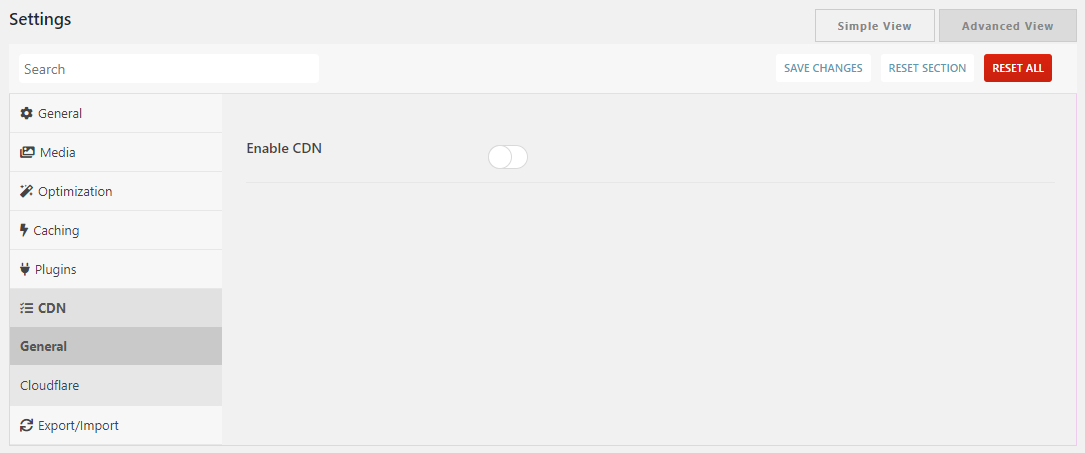 Settings
Simple View
Advanced View
Search
SAVE CHANGES
RESET SECTION
RESET ALL
General
Media
Optimization
Caching
Plugins
CDN
General
Cloudflare
Export/Import
Enable CDN